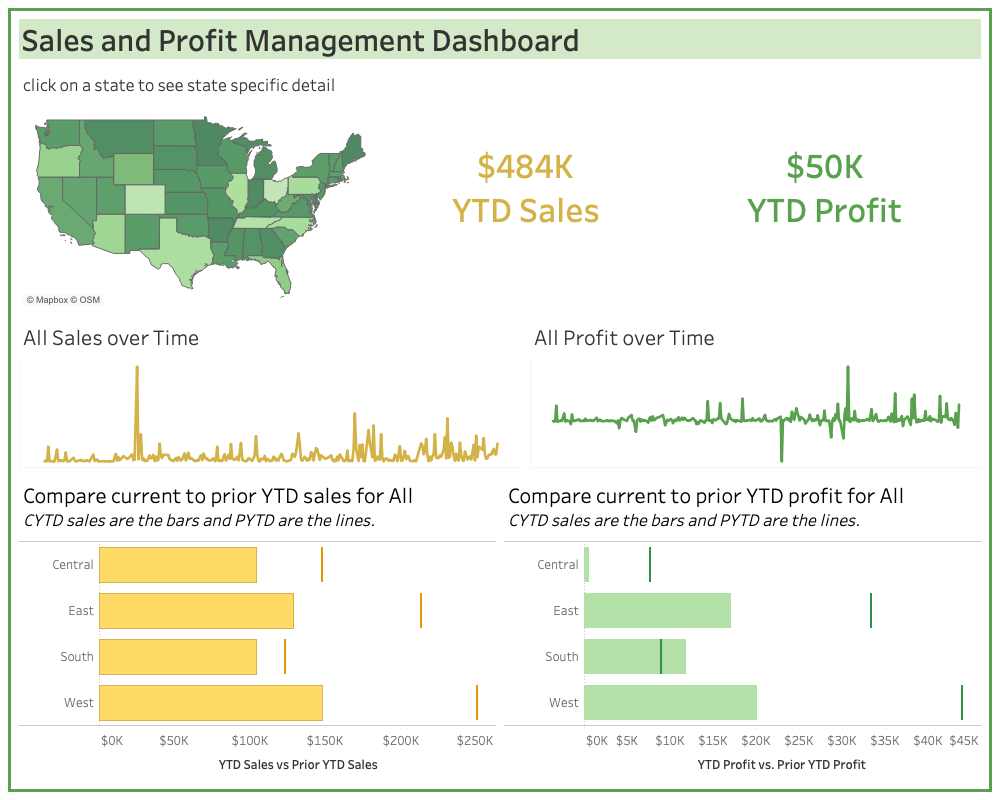 Sales and Profit Management Dashboard
click on a state to see state specific detail
$484K
YTD Sales
$50K
YTD Profit
© Mapbox © OSM
All Sales over Time
All Profit over Time
Compare current to prior YTD sales for All
CYTD sales are the bars and PYTD are the lines.
Central
East
South
West
$0K $50K $100K $150K $200K $250K
YTD Sales vs Prior YTD Sales
Compare current to prior YTD profit for All
CYTD sales are the bars and PYTD are the lines.
Central
East
South
West
$0K $5K $10K $15K $20K $25K $30K $35K $40K $45K
YTD Profit vs. Prior YTD Profit